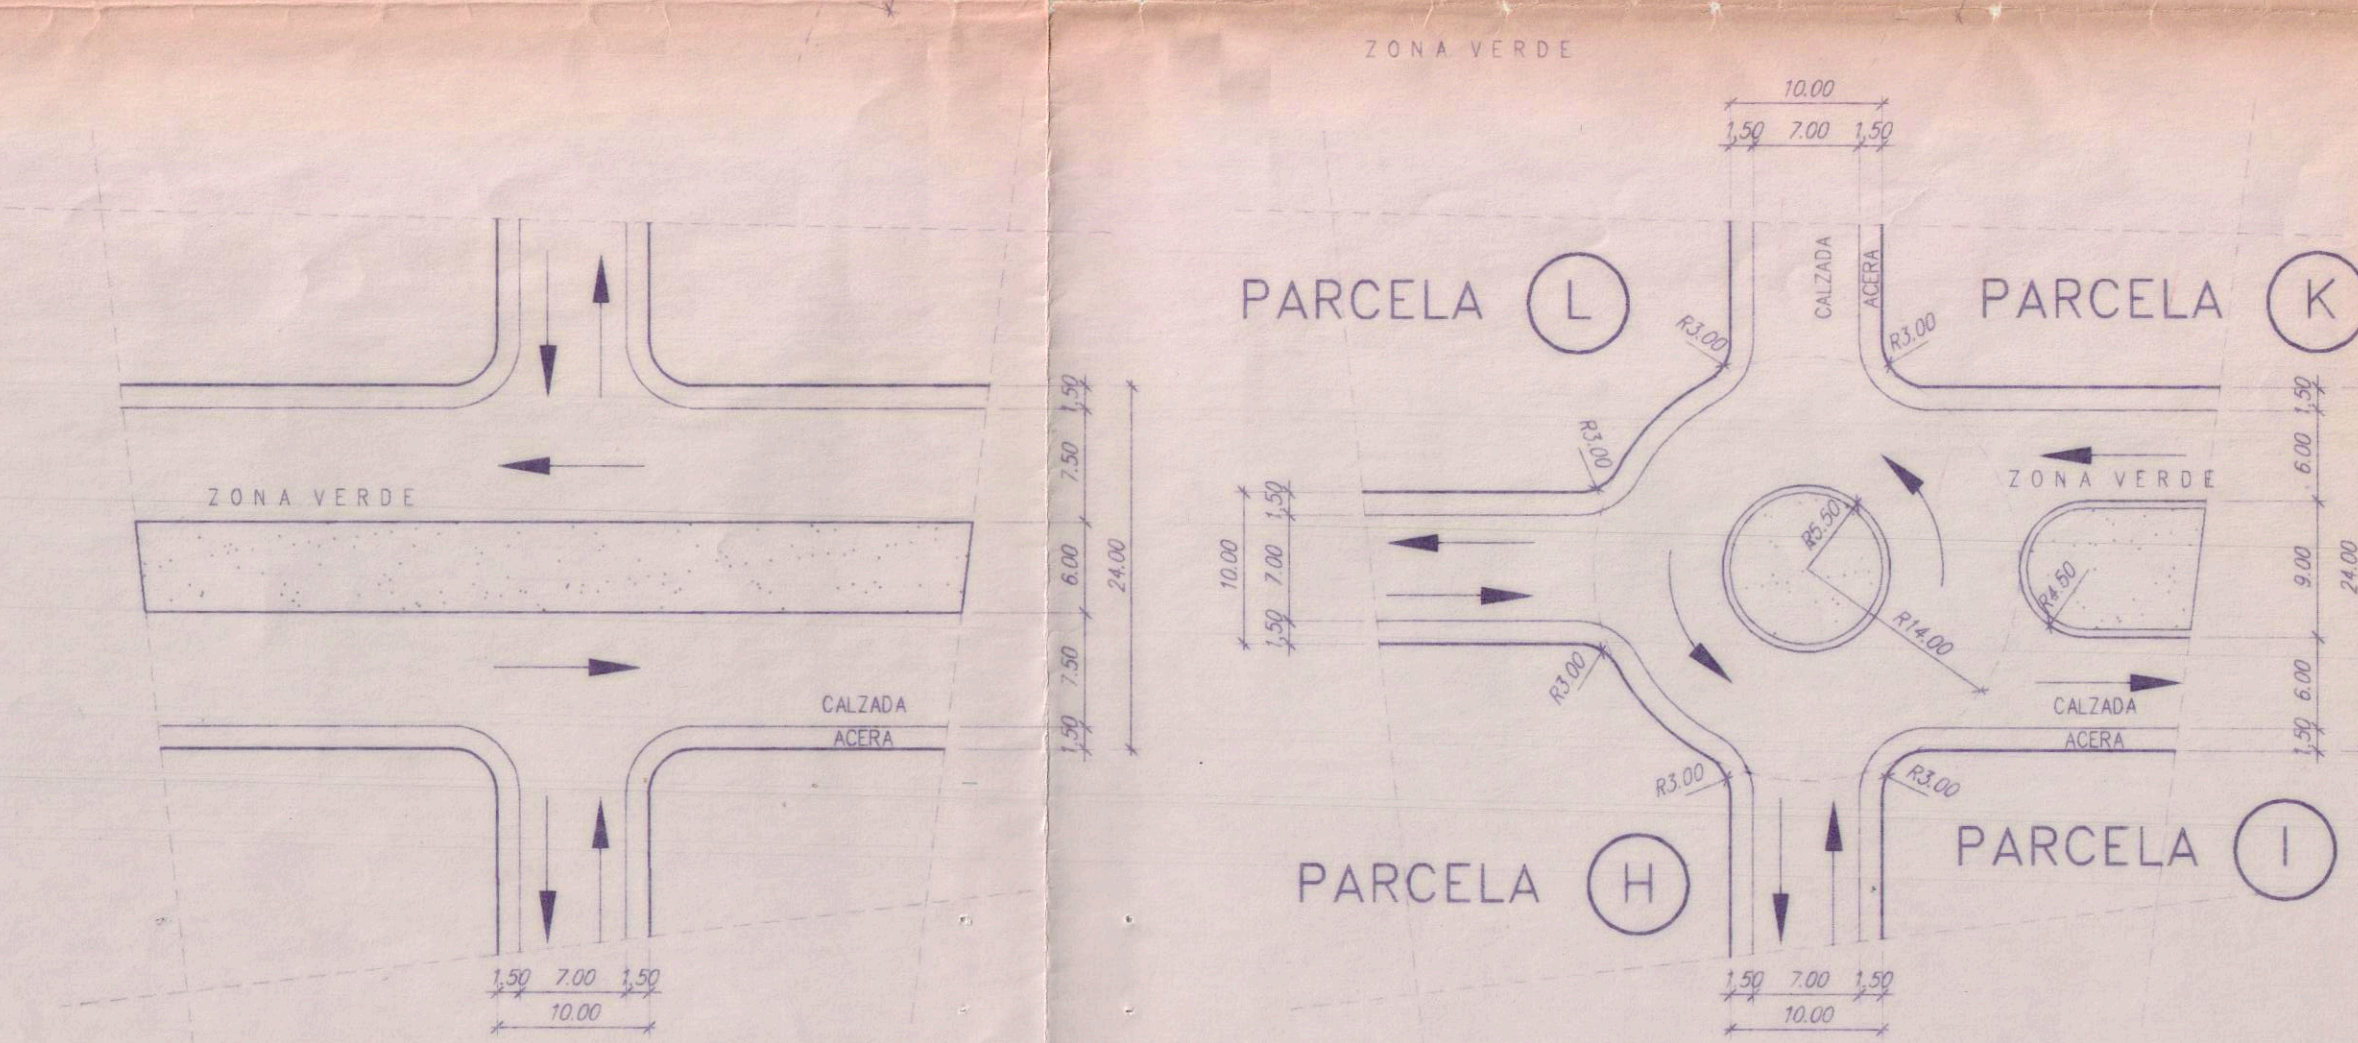 ZONA VERDE
10.00
1,50 7.00 1,50
CALZADA
ACERA
PARCELA L
PARCELA K
R3.00
R3.00
R3.00
1,50
7.50
6.00
7.50
1,50
24.00
ZONA VERDE
CALZADA
ACERA
1,50 7.00 1,50
10.00
10.00
1,50
7.00
1,50
R5.50
R14.00
ZONA VERDE
R4.50
1,50
6.00
9.00
6.00
1,50
24.00
CALZADA
ACERA
R3.00
R3.00
R3.00
PARCELA H
PARCELA I
1,50 7.00 1,50
10.00